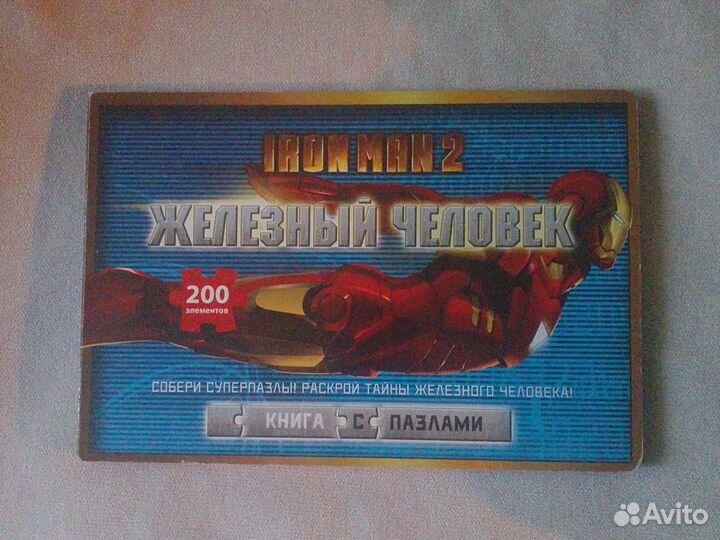 IRON MAN 2
ЖЕЛЕЗНЫЙ ЧЕЛОВЕК
200
элементов
СОБЕРИ СУПЕРПАЗЛЫ! РАСКРОЙ ТАЙНЫ ЖЕЛЕЗНОГО ЧЕЛОВЕКА!
КНИГА С ПАЗЛАМИ
Avito